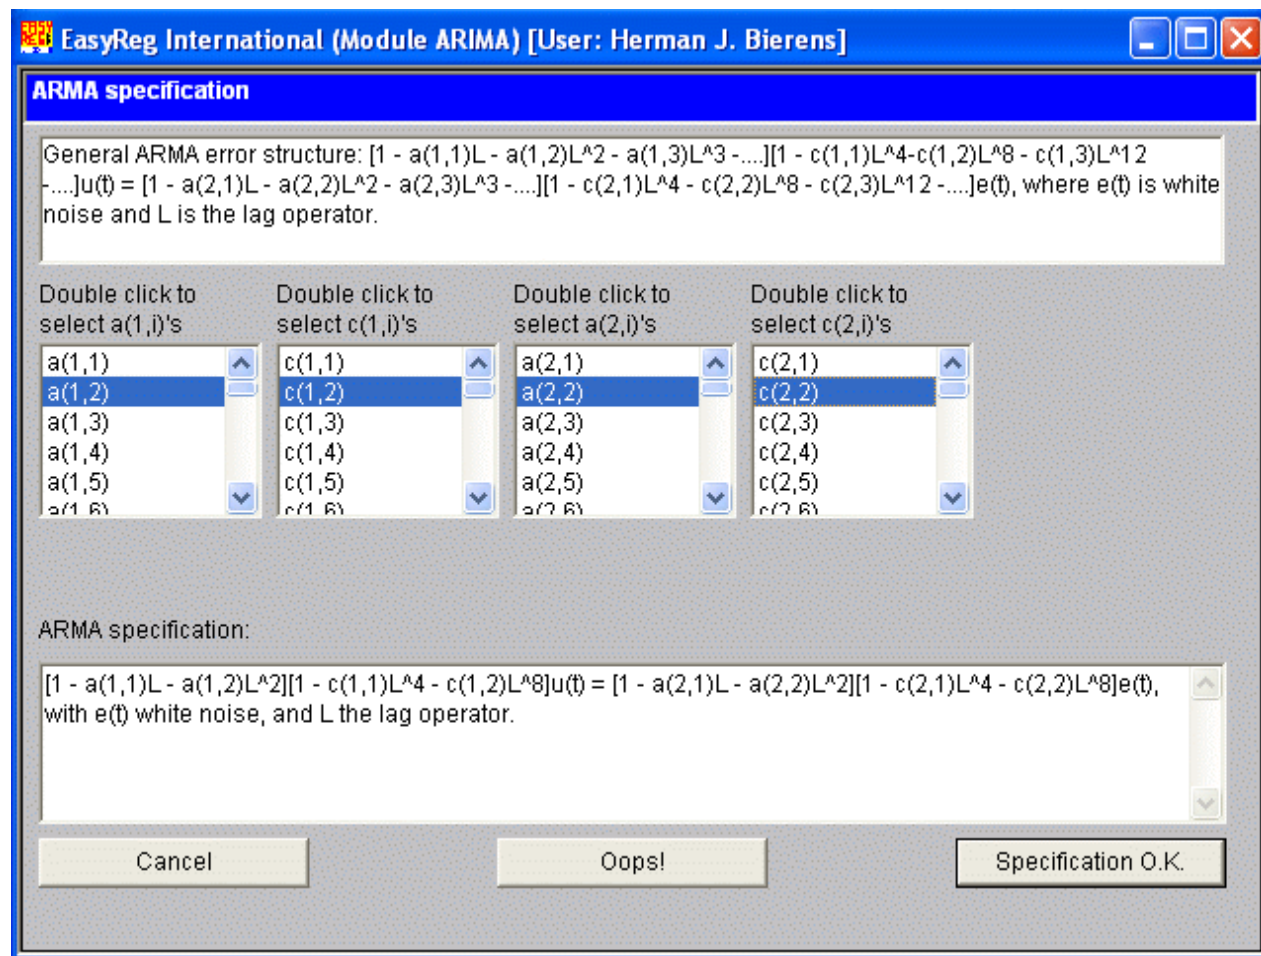 EasyReg International (Module ARIMA) [User: Herman J. Bierens]
ARMA specification
General ARMA error structure: [1 - a(1,1)L - a(1,2)L^2 - a(1,3)L^3 -....][1 - c(1,1)L^4-c(1,2)L^8 - c(1,3)L^12
-....]u(t) = [1 - a(2,1)L - a(2,2)L^2 - a(2,3)L^3 -....][1 - c(2,1)L^4 - c(2,2)L^8 - c(2,3)L^12 -....]e(t), where e(t) is white
noise and L is the lag operator.
Double click to
select a(1,i)'s
a(1,1)
a(1,2)
a(1,3)
a(1,4)
a(1,5)
a(1,6)
Double click to
select c(1,i)'s
c(1,1)
c(1,2)
c(1,3)
c(1,4)
c(1,5)
c(1,6)
Double click to
select a(2,i)'s
a(2,1)
a(2,2)
a(2,3)
a(2,4)
a(2,5)
a(2,6)
Double click to
select c(2,i)'s
c(2,1)
c(2,2)
c(2,3)
c(2,4)
c(2,5)
c(2,6)
ARMA specification:
[1 - a(1,1)L - a(1,2)L^2][1 - c(1,1)L^4 - c(1,2)L^8]u(t) = [1 - a(2,1)L - a(2,2)L^2][1 - c(2,1)L^4 - c(2,2)L^8]e(t),
with e(t) white noise, and L the lag operator.
Cancel
Oops!
Specification O.K.